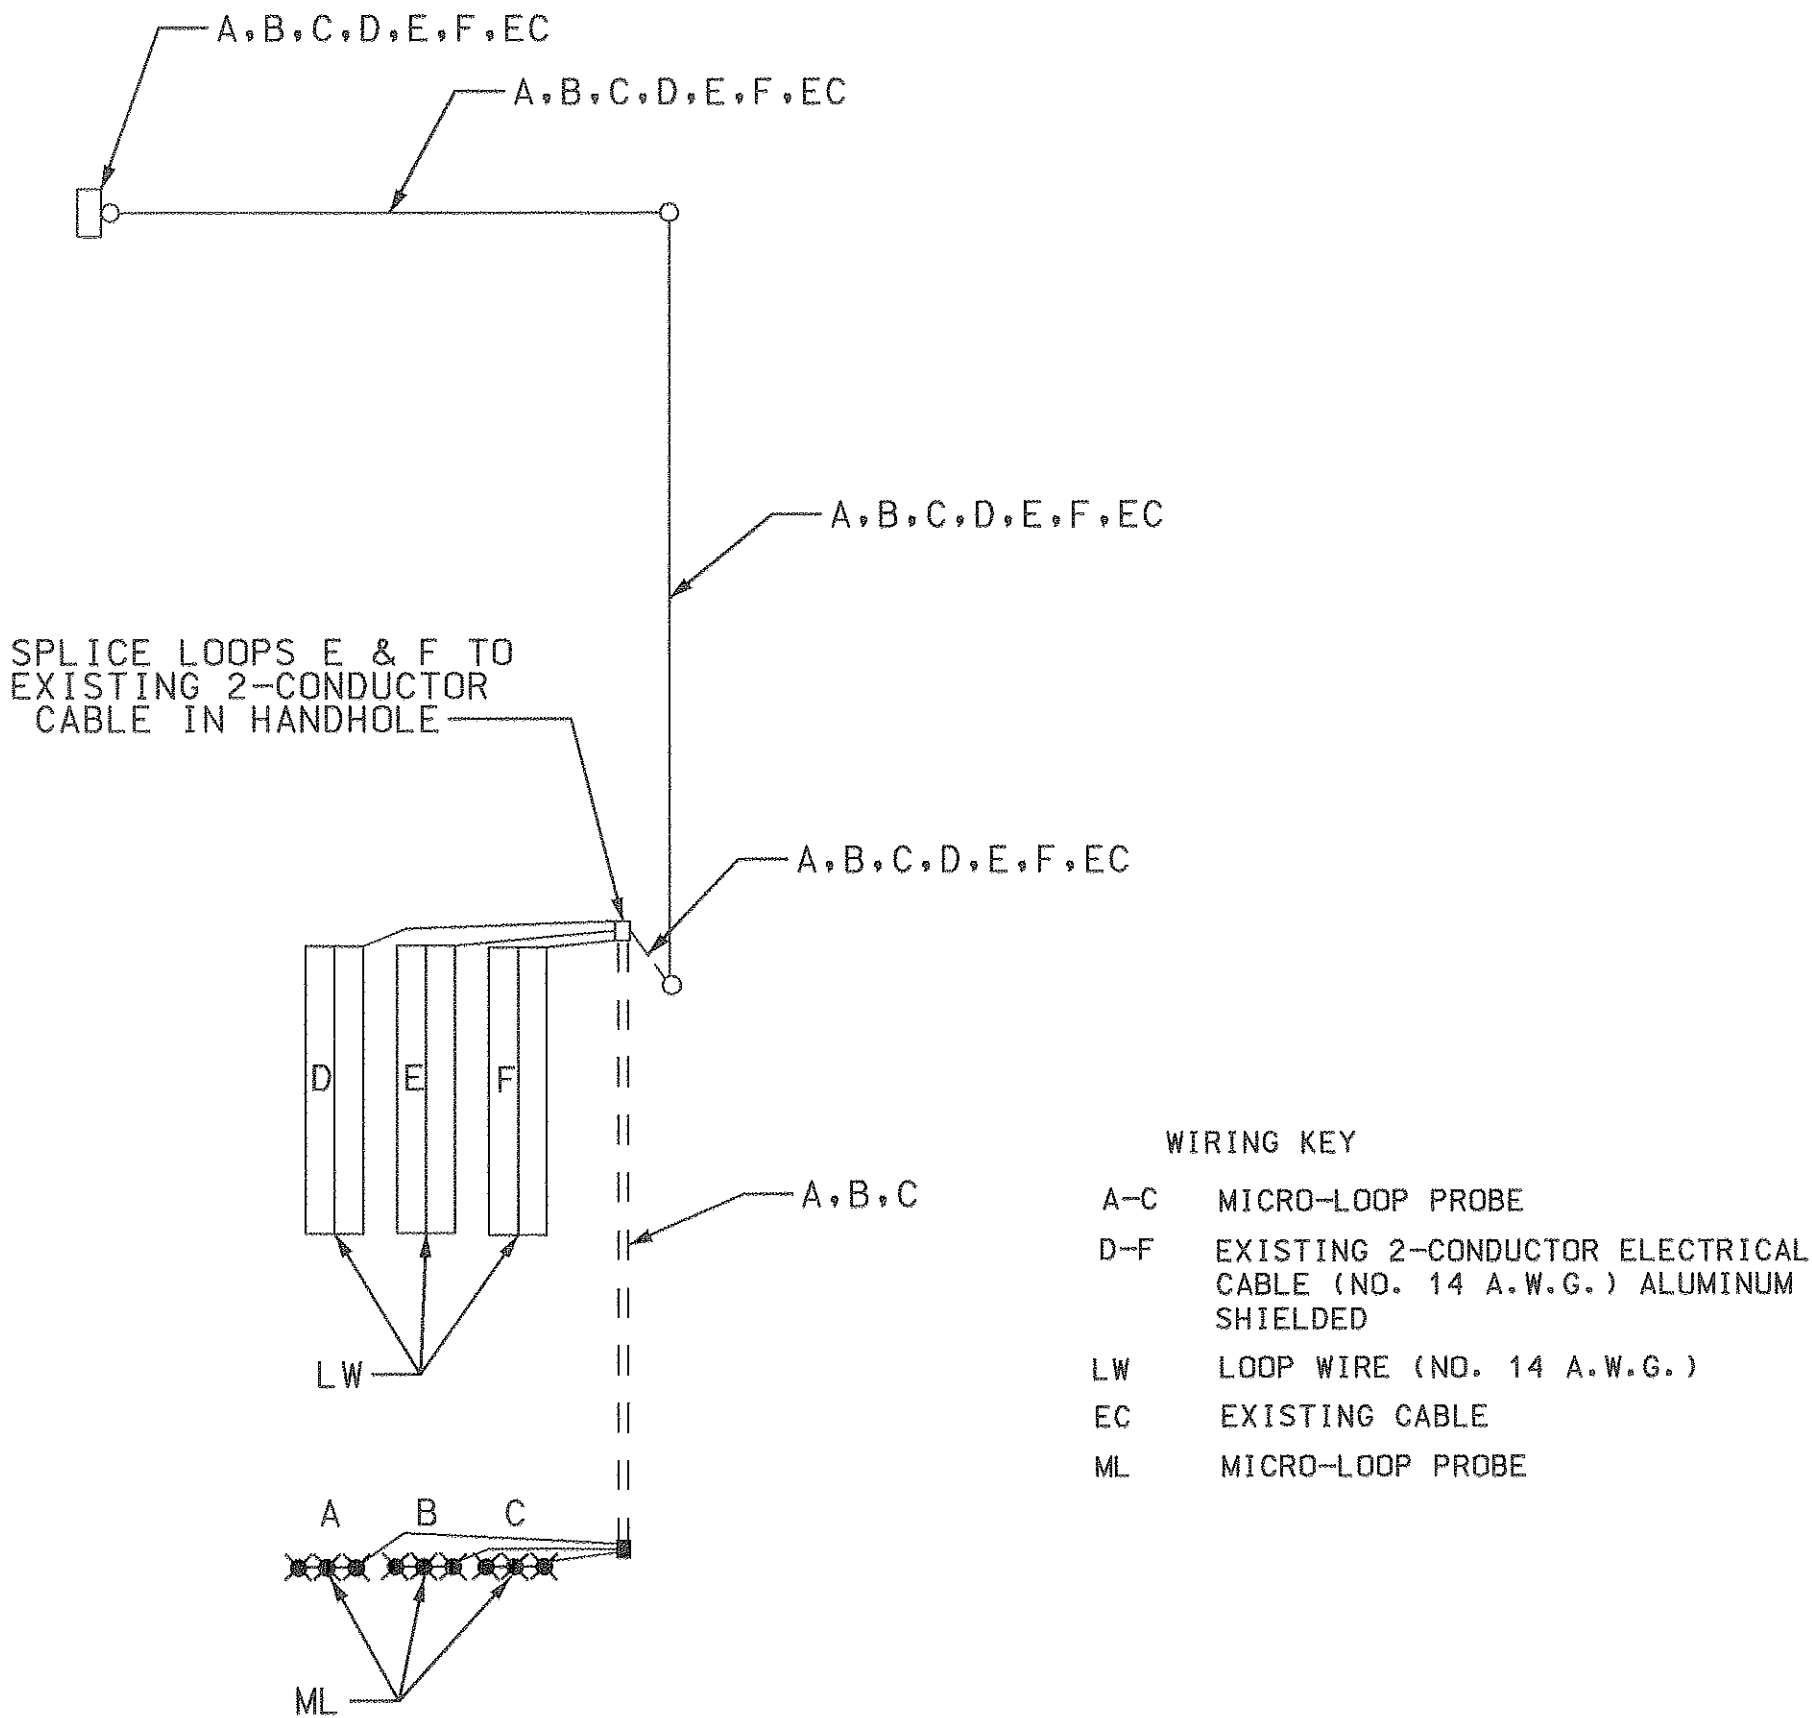 A,B,C,D,E,F,EC
A,B,C,D,E,F,EC
A,B,C,D,E,F,EC
SPLICE LOOPS E & F TO
EXISTING 2-CONDUCTOR
CABLE IN HANDHOLE
A,B,C,D,E,F,EC
D
E
F
A,B,C
LW
A
B
C
ML
WIRING KEY
A-C MICRO-LOOP PROBE
D-F EXISTING 2-CONDUCTOR ELECTRICAL
CABLE (NO. 14 A.W.G.) ALUMINUM
SHIELDED
LW LOOP WIRE (NO. 14 A.W.G.)
EC EXISTING CABLE
ML MICRO-LOOP PROBE